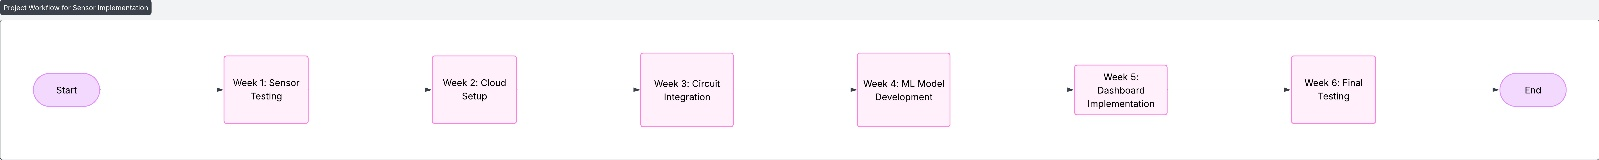 Project Workflow for Sensor Implementation
Start
Week 1: Sensor
Testing
Week 2: Cloud
Setup
Week 3: Circuit
Integration
Week 4: ML Model
Development
Week 5:
Dashboard
Implementation
Week 6: Final
Testing
End